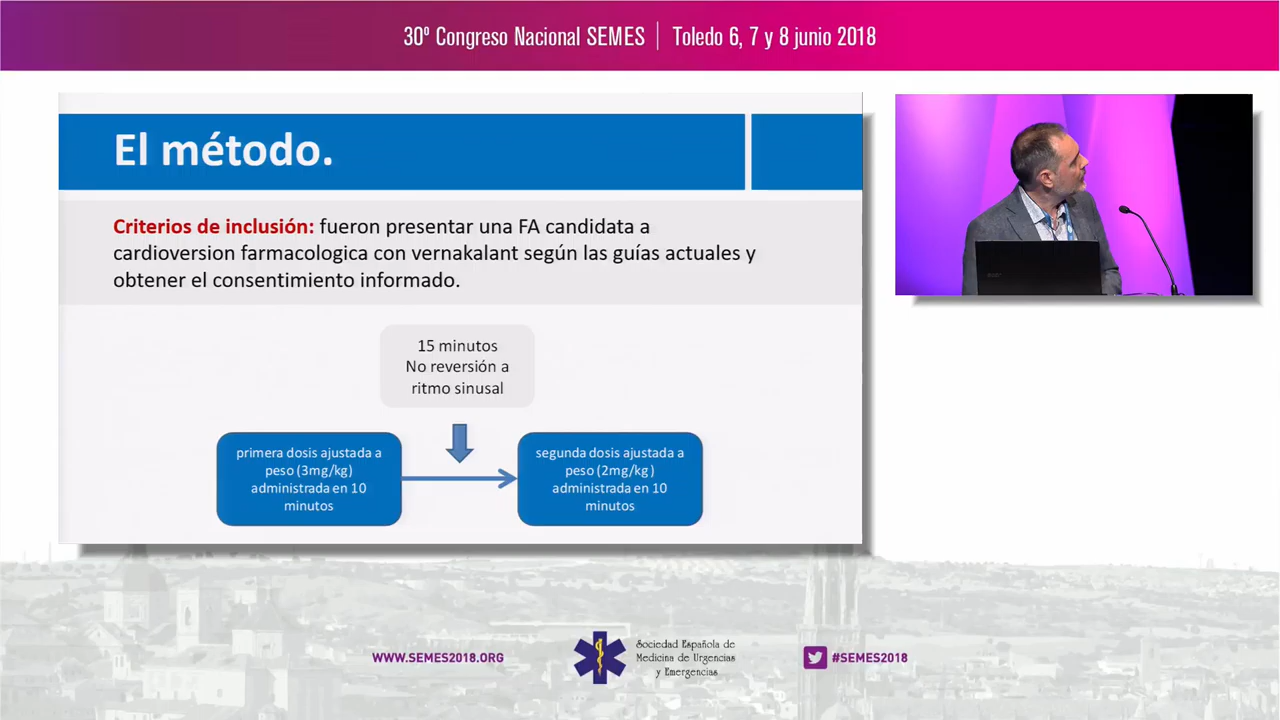 30º Congreso Nacional SEMES | Toledo 6, 7 y 8 junio 2018
El método.
Criterios de inclusión: fueron presentar una FA candidata a
cardioversion farmacologica con vernakalant según las guías actuales y
obtener el consentimiento informado.
15 minutos
No reversión a
ritmo sinusal
primera dosis ajustada a
peso (3mg/kg)
administrada en 10
minutos
segunda dosis ajustada a
peso (2mg/kg )
administrada en 10
minutos
WWW.SEMES2018.ORG
Sociedad Española de
Medicina de Urgencias
y Emergencias
#SEMES2018